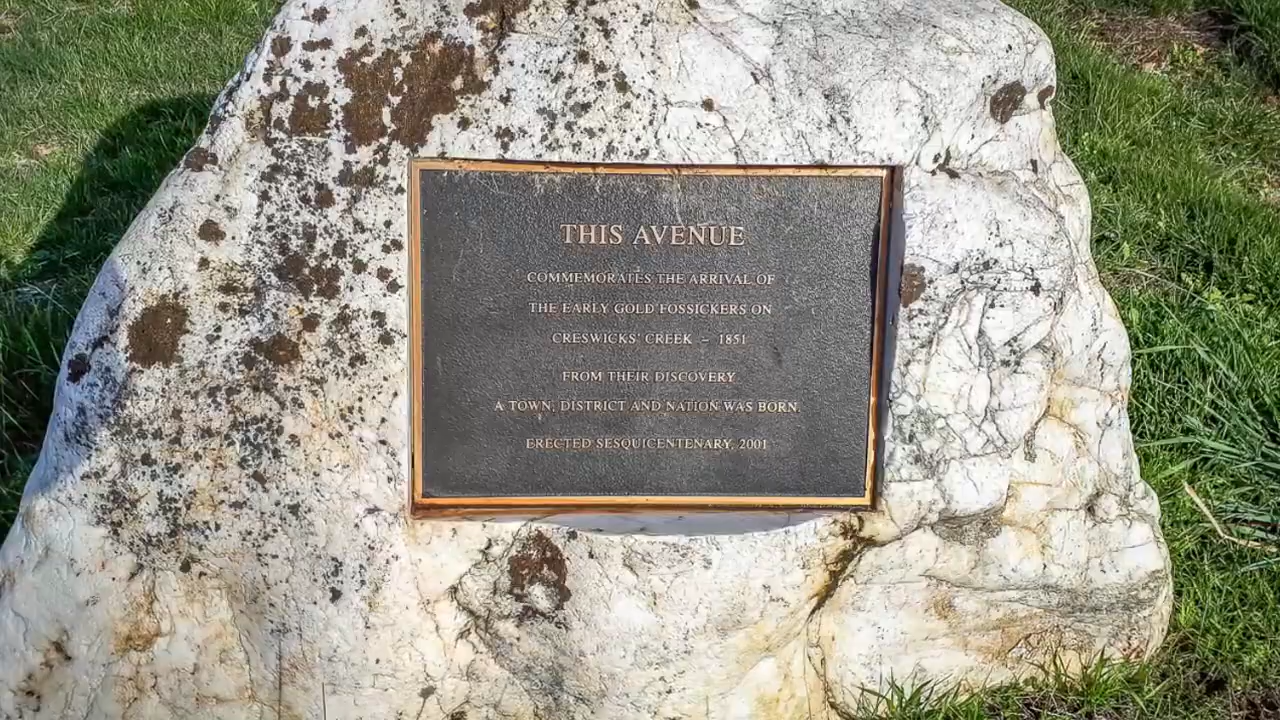 THIS AVENUE
COMMEMORATES THE ARRIVAL OF
THE EARLY GOLD FOSSICKERS ON
CRESWICKS' CREEK – 1851
FROM THEIR DISCOVERY
A TOWN, DISTRICT AND NATION WAS BORN.
ERECTED SESQUICENTENARY, 2001